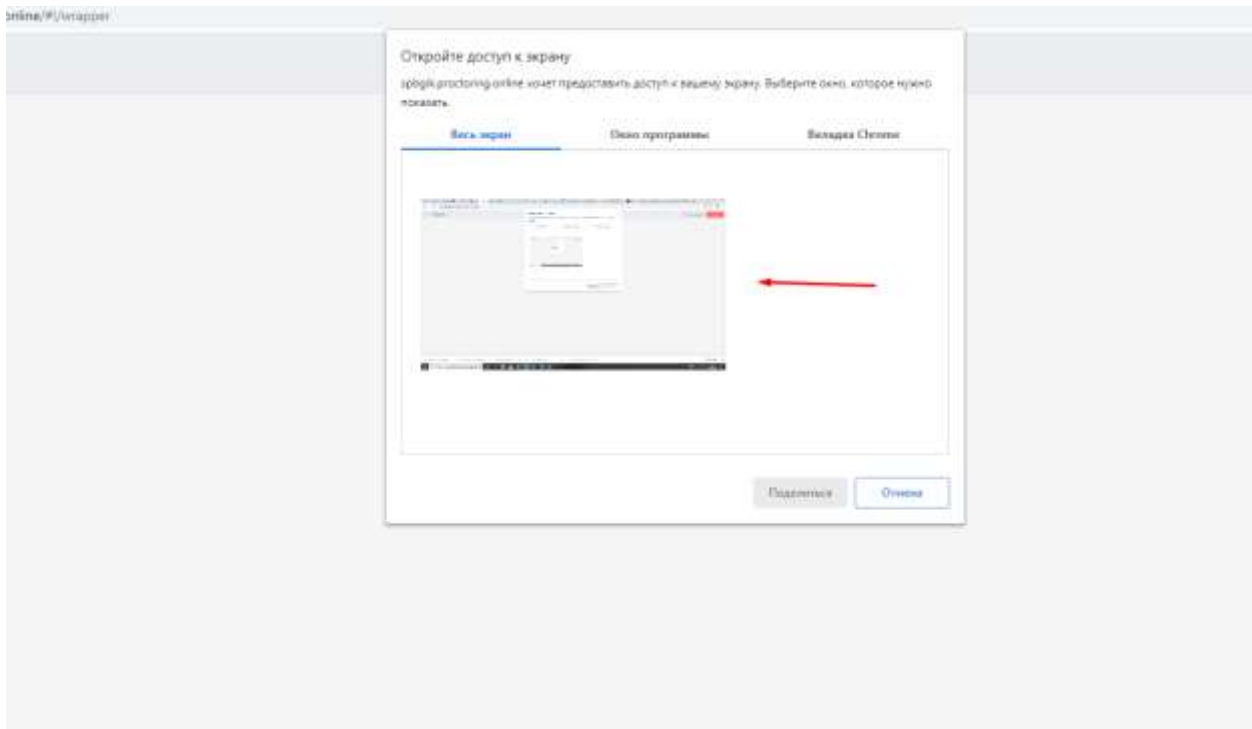 online/#!/wrapper
Откройте доступ к экрану
spbgik.proctoring.online хочет предоставить доступ к вашему экрану. Выберите окно, которое нужно
показать.
Весь экран Окно программы Вкладка Chrome
Поделиться Отмена